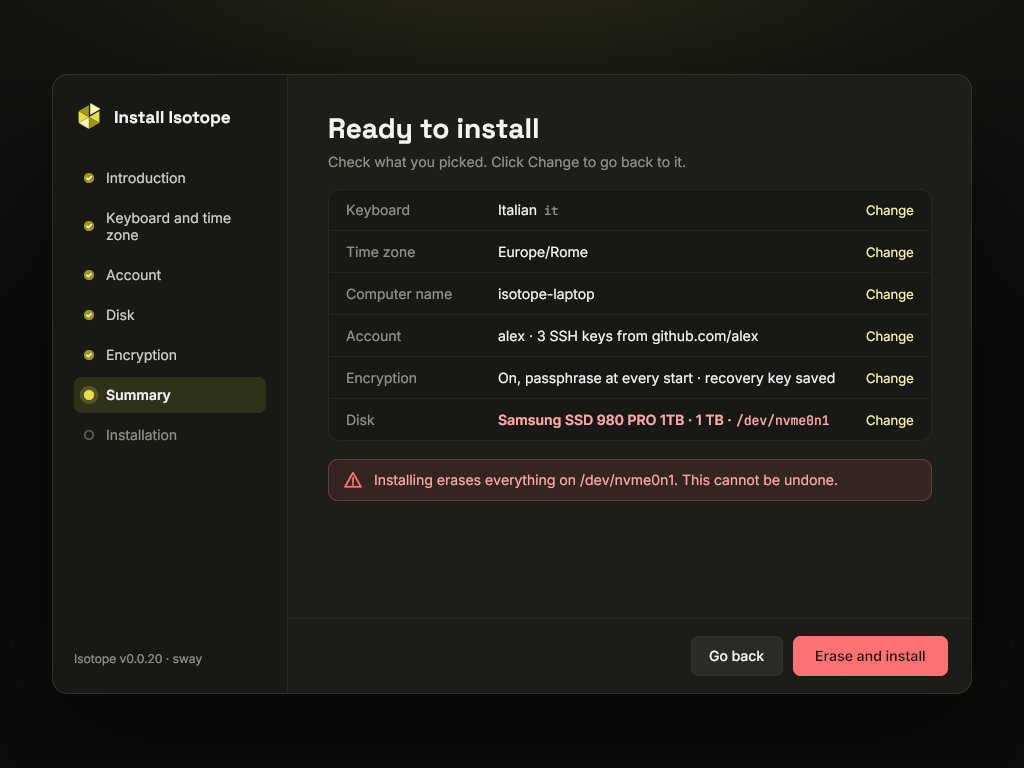 Install Isotope
Introduction
Keyboard and time
zone
Account
Disk
Encryption
Summary
Installation
Isotope v0.0.20 · sway
Ready to install
Check what you picked. Click Change to go back to it.
Keyboard Italian it Change
Time zone Europe/Rome Change
Computer name isotope-laptop Change
Account alex · 3 SSH keys from github.com/alex Change
Encryption On, passphrase at every start · recovery key saved Change
Disk Samsung SSD 980 PRO 1TB · 1 TB · /dev/nvme0n1 Change
Installing erases everything on /dev/nvme0n1. This cannot be undone.
Go back Erase and install